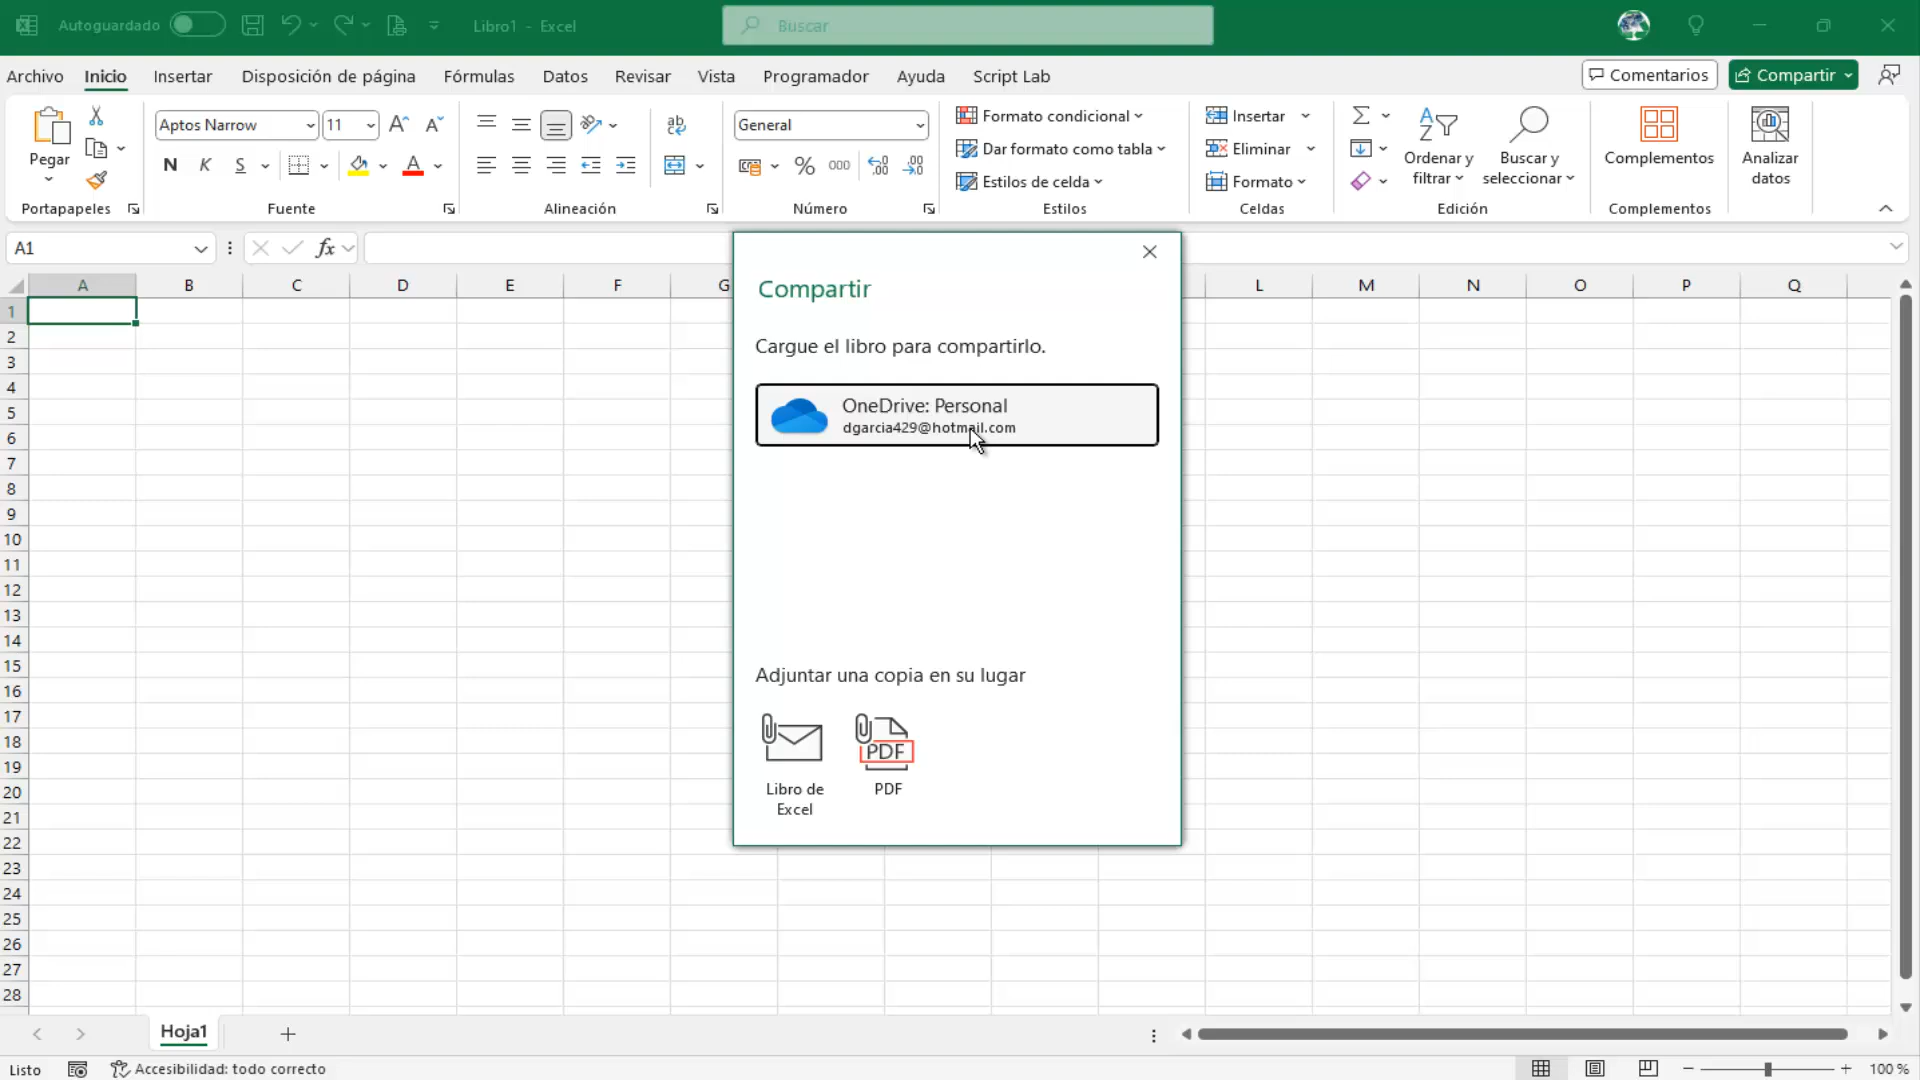 Autoguardado
Libro1 - Excel
Buscar
Archivo Inicio Insertar Disposición de página Fórmulas Datos Revisar Vista Programador Ayuda Script Lab
Comentarios Compartir
Pegar
Portapapeles
Aptos Narrow 11
N K S
Fuente
ab
Alineación
General
% 000
Número
Formato condicional
Dar formato como tabla
Estilos de celda
Estilos
Insertar
Eliminar
Formato
Celdas
Ordenar y
filtrar
Buscar y
seleccionar
Edición
Complementos
Complementos
Analizar
datos
A1
fx
A B C D E F G L M N O P Q
1
2
3
4
5
6
7
8
9
10
11
12
13
14
15
16
17
18
19
20
21
22
23
24
25
26
27
28
Compartir
Cargue el libro para compartirlo.
OneDrive: Personal
dgarcia429@hotmail.com
Adjuntar una copia en su lugar
PDF
Libro de
Excel
PDF
Hoja1
Listo
Accesibilidad: todo correcto
100 %